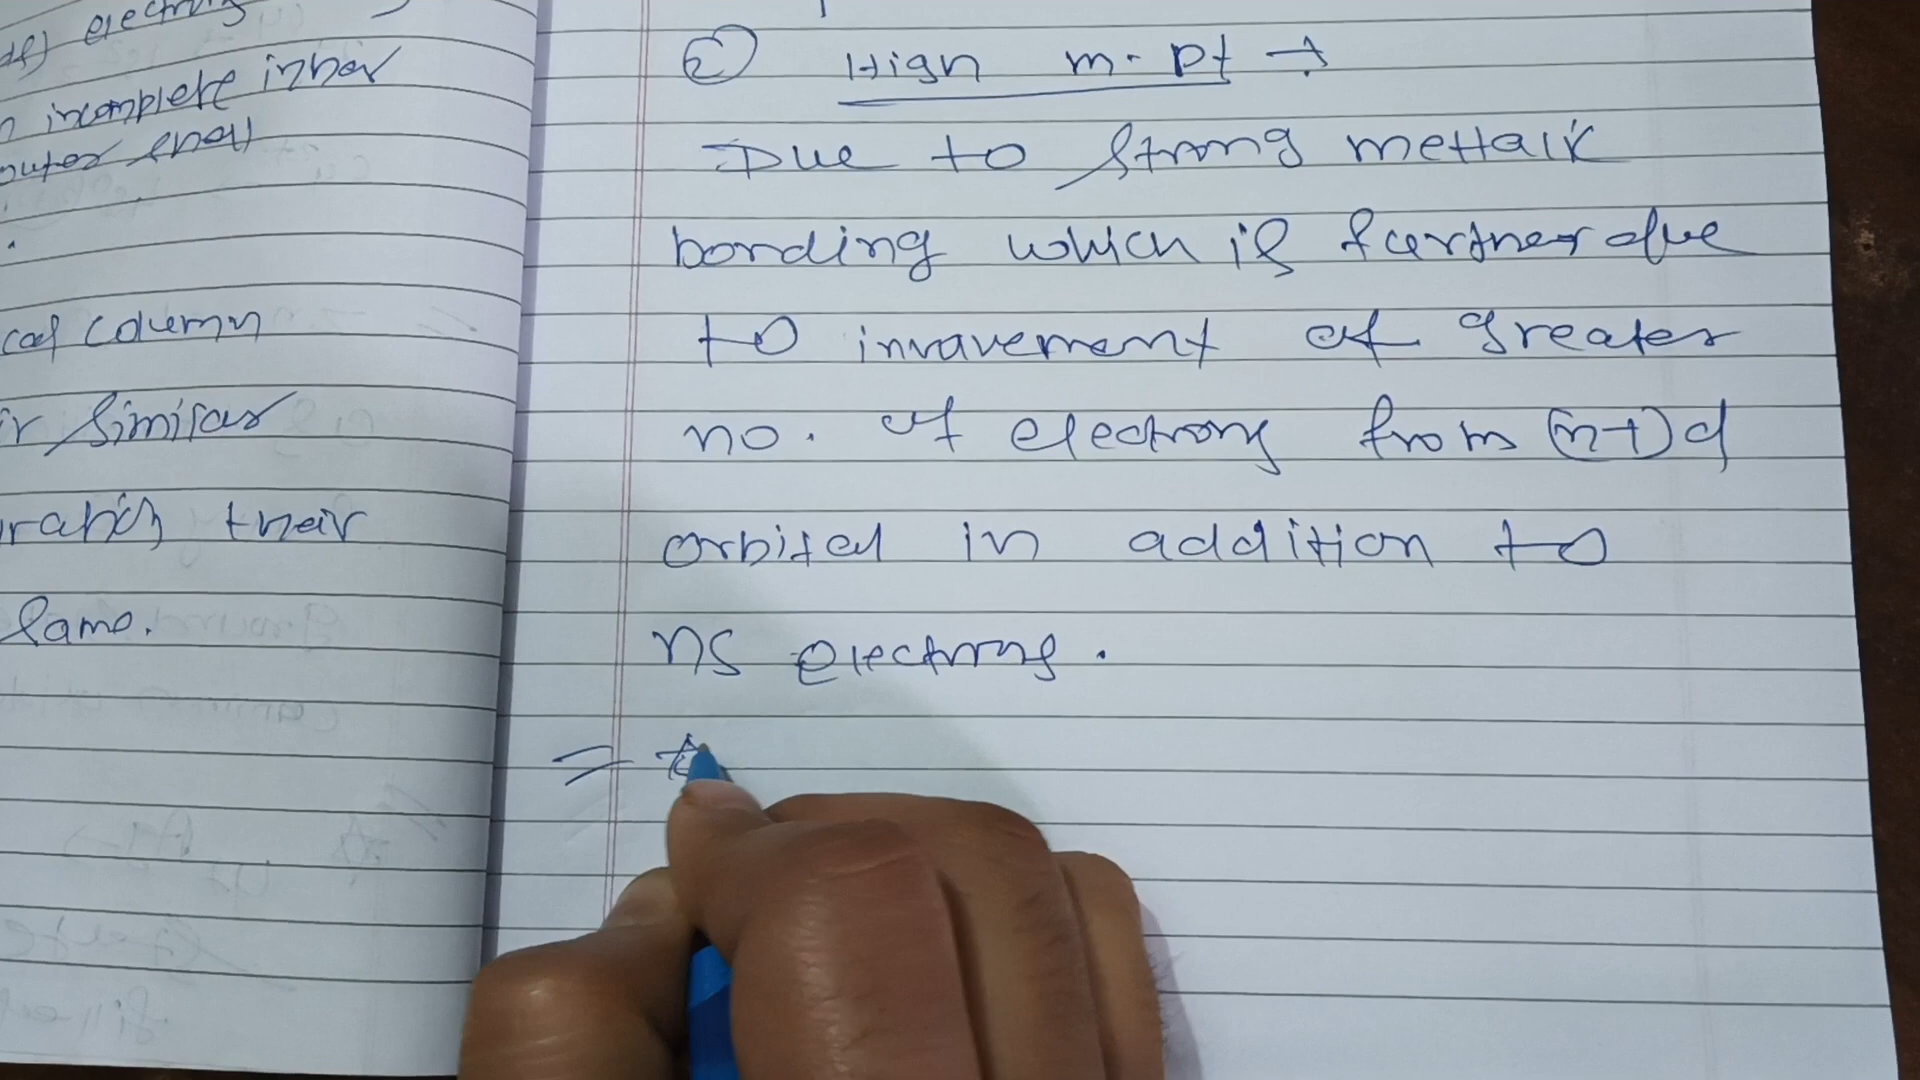 electrons
incomplete inner
outer shell
column
Similar
their
Same.
② High m. pt →
Due to strong mettalic
bonding which is further due
to invovement of greater
no. of electrons from (n-1)d
orbital in addition to
ns electrons.
=